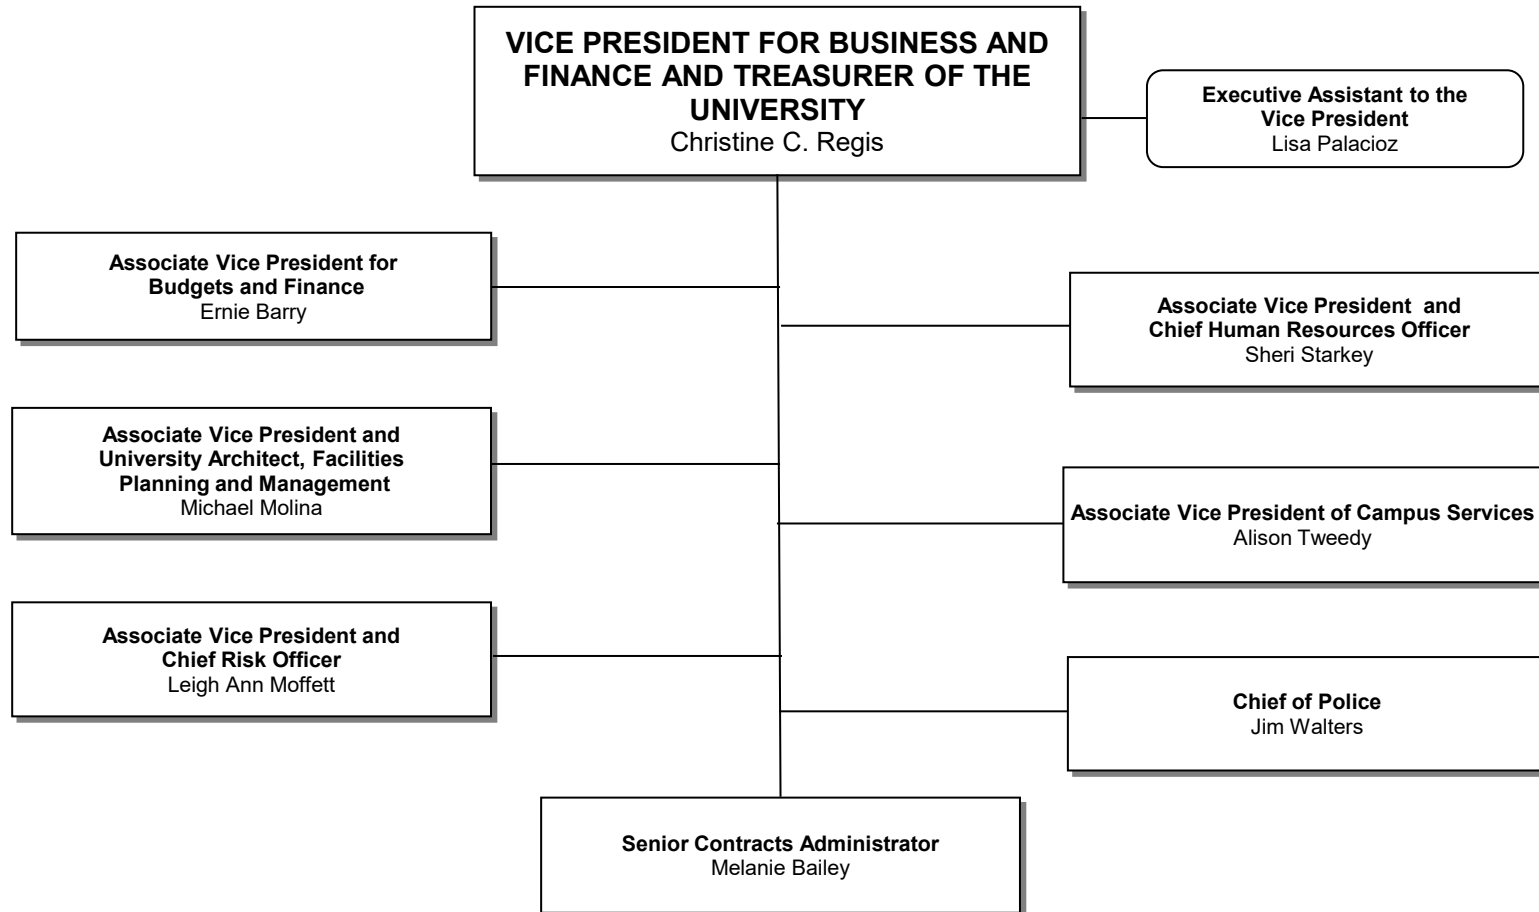 VICE PRESIDENT FOR BUSINESS AND
FINANCE AND TREASURER OF THE
UNIVERSITY
Christine C. Regis
Executive Assistant to the
Vice President
Lisa Palacioz
Associate Vice President for
Budgets and Finance
Ernie Barry
Associate Vice President and
Chief Human Resources Officer
Sheri Starkey
Associate Vice President and
University Architect, Facilities
Planning and Management
Michael Molina
Associate Vice President of Campus Services
Alison Tweedy
Associate Vice President and
Chief Risk Officer
Leigh Ann Moffett
Chief of Police
Jim Walters
Senior Contracts Administrator
Melanie Bailey